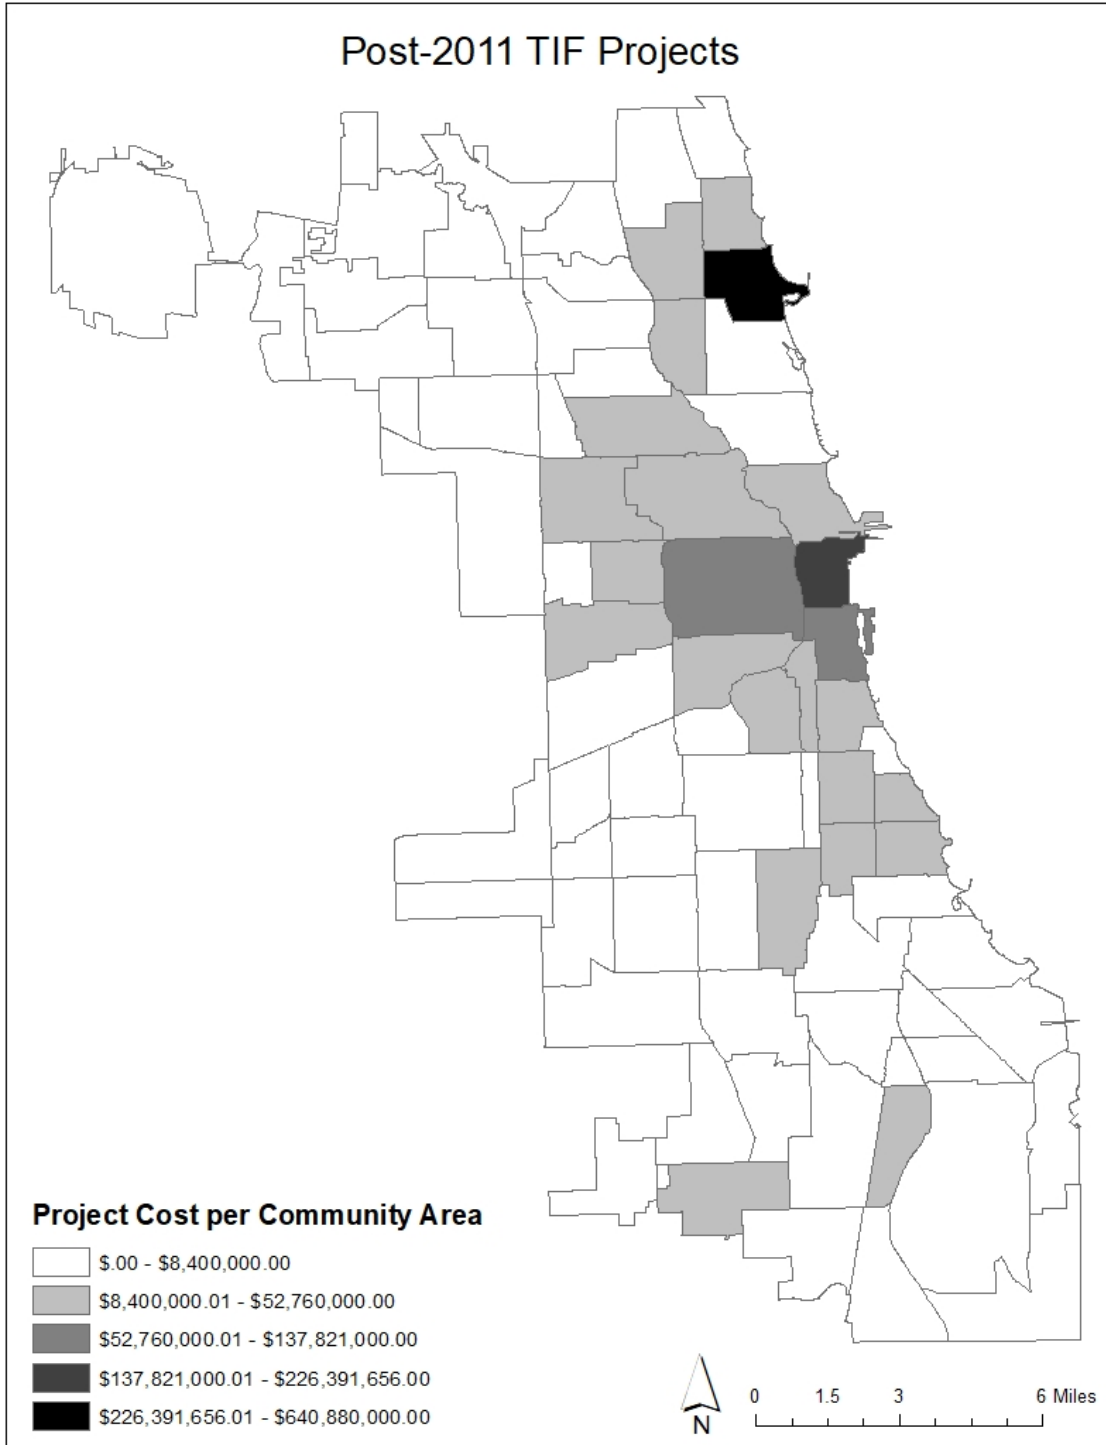 Post-2011 TIF Projects
Project Cost per Community Area
$.00 - $8,400,000.00
$8,400,000.01 - $52,760,000.00
$52,760,000.01 - $137,821,000.00
$137,821,000.01 - $226,391,656.00
$226,391,656.01 - $640,880,000.00
N
0 1.5 3 6 Miles